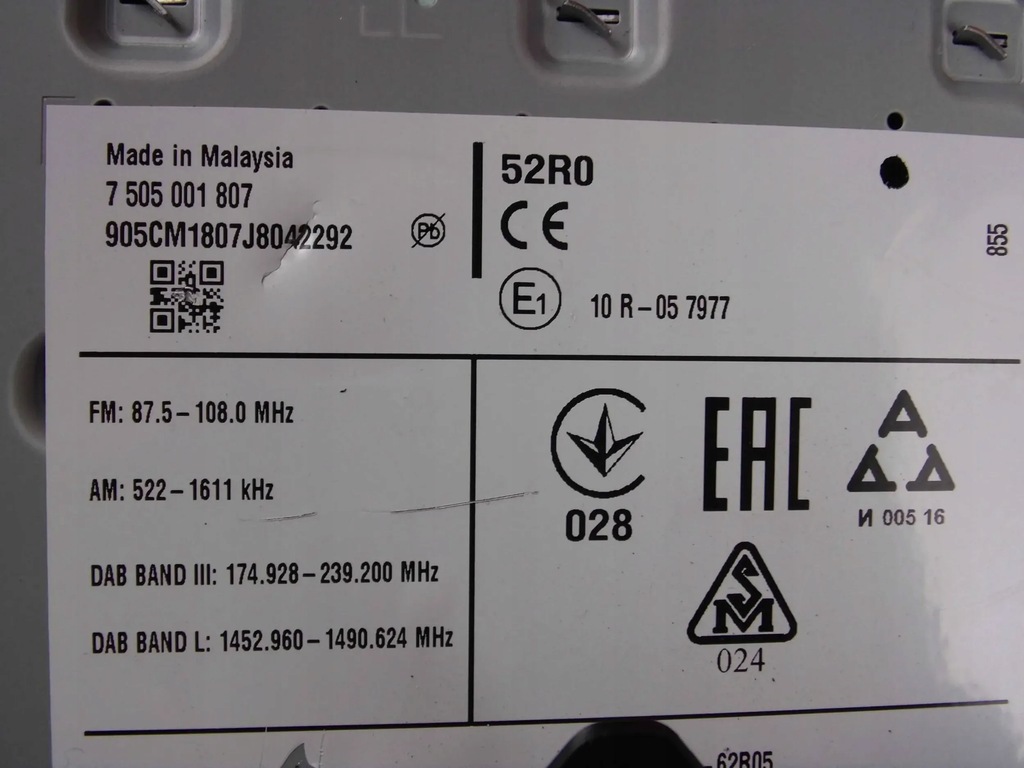 Made in Malaysia
7 505 001 807
905CM1807J8042292
Pb
52R0
CE
E1
10 R-05 7977
855
FM: 87.5-108.0 MHz
AM: 522-1611 kHz
DAB BAND III: 174.928-239.200 MHz
DAB BAND L: 1452.960-1490.624 MHz
028
EAC
И 005 16
SM
024